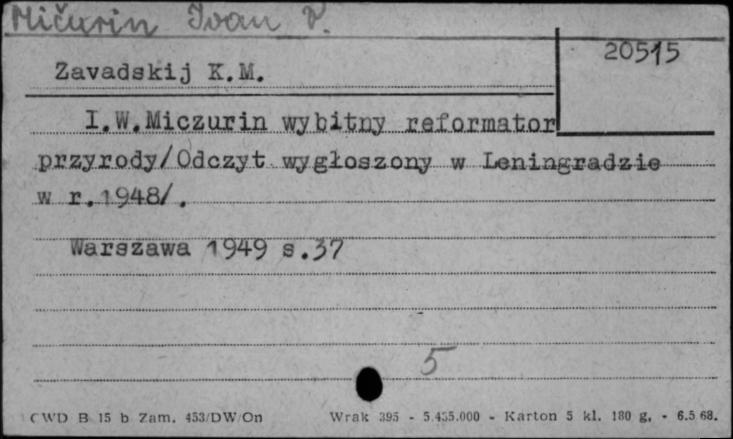 Mičurin Ivan V.
20515
Zavadskij K.M.
I.W.Miczurin wybitny reformator
przyrody/Odczyt wygłoszony w Leningradzie
w r.1948/.
Warszawa 1949 s.37
5
CWD B 15 b Zam. 453/DW/On Wrak 395 - 5.435.000 - Karton 5 kl. 180 g. - 6.5 68.